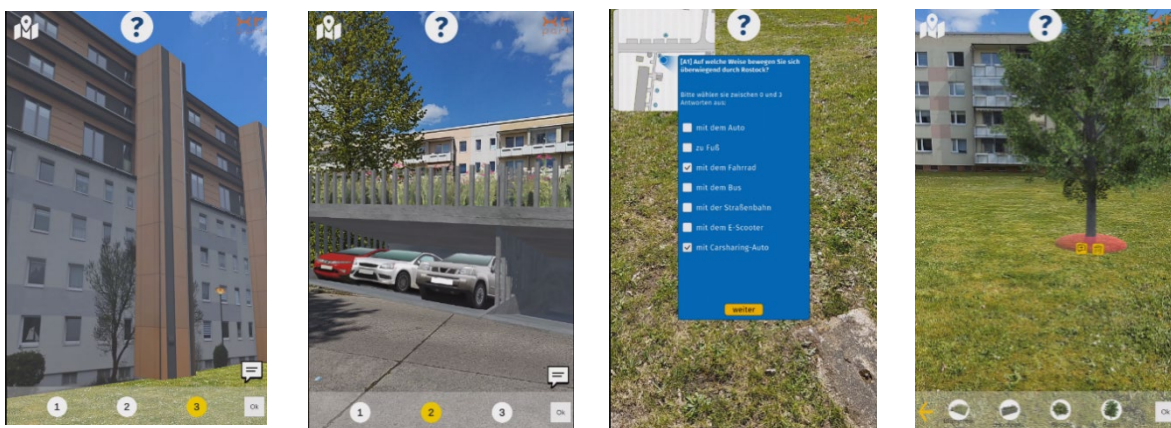 ?
1
2
3
Ok
?
1
2
3
Ok
?
[A1] Auf welche Weise bewegen Sie sich
überwiegend durch Rostock?
Bitte wählen sie zwischen 0 und 3
Antworten aus:
mit dem Auto
zu Fuß
mit dem Fahrrad
mit dem Bus
mit der Straßenbahn
mit dem E-Scooter
mit Carsharing-Auto
weiter
?
Ok